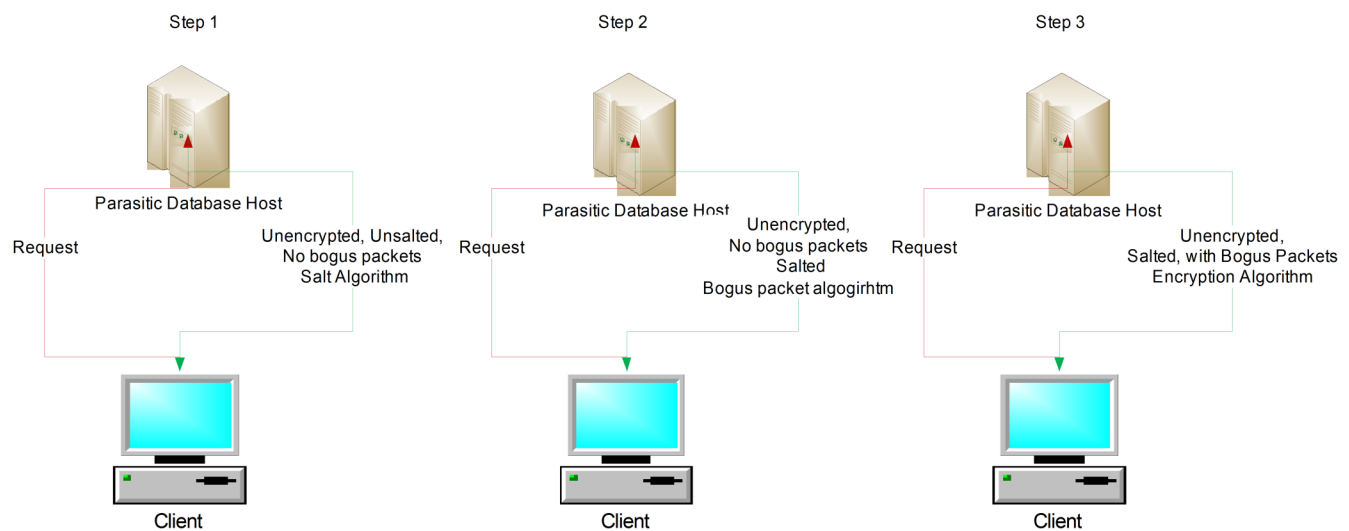 Step 1
Parasitic Database Host
Request
Unencrypted, Unsalted,
No bogus packets
Salt Algorithm
Client
Step 2
Parasitic Database Host
Request
Unencrypted,
No bogus packets
Salted
Bogus packet algogirhtm
Client
Step 3
Parasitic Database Host
Request
Unencrypted,
Salted, with Bogus Packets
Encryption Algorithm
Client